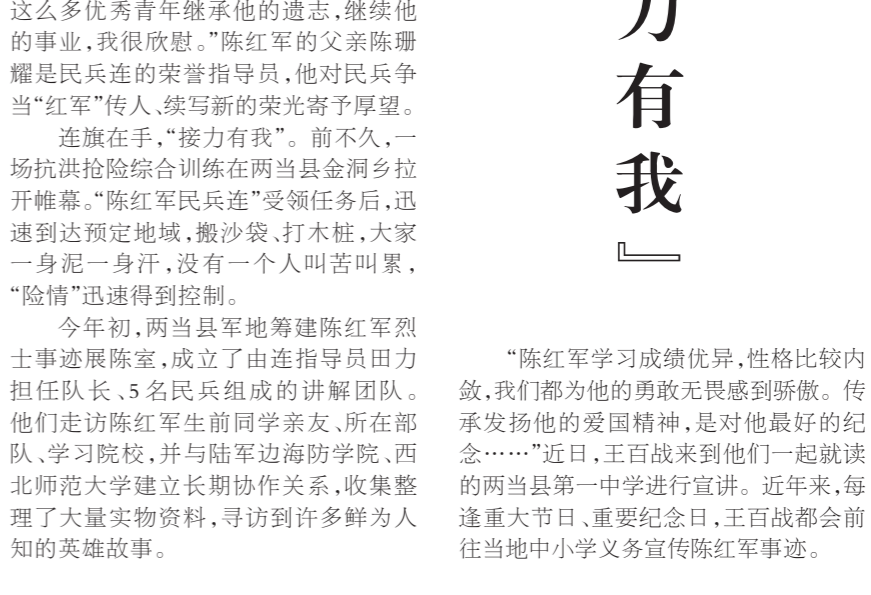 这么多优秀青年继承他的遗志，继续他
的事业，我很欣慰。”陈红军的父亲陈珊
耀是民兵连的荣誉指导员，他对民兵争
当“红军”传人、续写新的荣光寄予厚望。
连旗在手，“接力有我”。前不久，一
场抗洪抢险综合训练在两当县金洞乡拉
开帷幕。“陈红军民兵连”受领任务后，迅
速到达预定地域，搬沙袋、打木桩，大家
一身泥一身汗，没有一个人叫苦叫累，
“险情”迅速得到控制。
今年初，两当县军地筹建陈红军烈
士事迹展陈室，成立了由连指导员田力
担任队长、5名民兵组成的讲解团队。
他们走访陈红军生前同学亲友、所在部
队、学习院校，并与陆军边海防学院、西
北师范大学建立长期协作关系，收集整
理了大量实物资料，寻访到许多鲜为人
知的英雄故事。
力有我』
“陈红军学习成绩优异，性格比较内
敛，我们都为他的勇敢无畏感到骄傲。传
承发扬他的爱国精神，是对他最好的纪
念……”近日，王百战来到他们一起就读
的两当县第一中学进行宣讲。近年来，每
逢重大节日、重要纪念日，王百战都会前
往当地中小学义务宣传陈红军事迹。